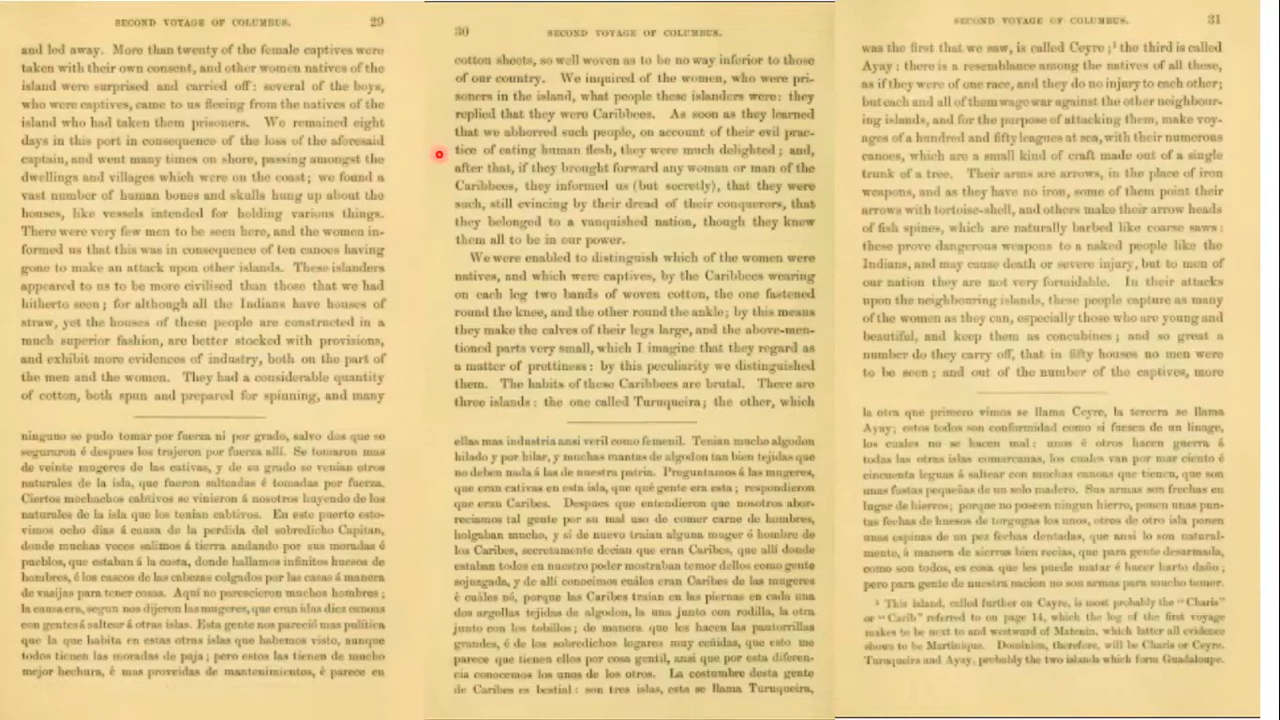 SECOND VOYAGE OF COLUMBUS. 29
and led away. More than twenty of the female captives were
taken with their own consent, and other women natives of the
island were surprised and carried off: several of the boys,
who were captives, came to us fleeing from the natives of the
island who had taken them prisoners. We remained eight
days in this port in consequence of the loss of the aforesaid
captain, and went many times on shore, passing amongst the
dwellings and villages which were on the coast; we found a
vast number of human bones and skulls hung up about the
houses, like vessels intended for holding various things.
There were very few men to be seen here, and the women in-
formed us that this was in consequence of ten canoes having
gone to make an attack upon other islands. These islanders
appeared to us to be more civilised than those that we had
hitherto seen; for although all the Indians have houses of
straw, yet the houses of these people are constructed in a
much superior fashion, are better stocked with provisions,
and exhibit more evidences of industry, both on the part of
the men and the women. They had a considerable quantity
of cotton, both spun and prepared for spinning, and many
ninguno se pudo tomar por fuerza ni por grado, salvo dos que se
seguraron é despues los trajeron por fuerza allí. Se tomaron mas
de veinte mugeres de las cativas, y de su grado se venian otros
naturales de la isla, que fueron salteadas é tomadas por fuerza.
Ciertos mochachos cabtivos se vinieron á nosotros huyendo de los
naturales de la isla que los tenian cabtivos. En este puerto esto-
vimos ocho dias á causa de la perdida del sobredicho Capitan,
donde muchas veces salimos á tierra andando por sus moradas é
pueblos, que estaban á la costa, donde hallamos infinitos huesos de
hombres, é los cascos de las cabezas colgados por las casas á manera
de vasijas para tener cosas. Aquí no parescieron muchos hombres;
la causa era, segun nos dijeron las mugeres, que eran idas diez canoas
con gentes á saltear á otras islas. Esta gente nos pareció mas politica
que la que habita en estas otras islas que habemos visto, aunque
todos tienen las moradas de paja; pero estos las tienen de mucho
mejor hechura, é mas proveidas de mantenimientos, é parece en
30 SECOND VOYAGE OF COLUMBUS.
cotton sheets, so well woven as to be no way inferior to those
of our country. We inquired of the women, who were pri-
soners in the island, what people these islanders were: they
replied that they were Caribbees. As soon as they learned
that we abhorred such people, on account of their evil prac-
tice of eating human flesh, they were much delighted; and,
after that, if they brought forward any woman or man of the
Caribbees, they informed us (but secretly), that they were
such, still evincing by their dread of their conquerors, that
they belonged to a vanquished nation, though they knew
them all to be in our power.
We were enabled to distinguish which of the women were
natives, and which were captives, by the Caribbees wearing
on each leg two bands of woven cotton, the one fastened
round the knee, and the other round the ankle; by this means
they make the calves of their legs large, and the above-men-
tioned parts very small, which I imagine that they regard as
a matter of prettiness: by this peculiarity we distinguished
them. The habits of these Caribbees are brutal. There are
three islands: the one called Turuqueira; the other, which
ellas mas industria ansi veril como femenil. Tenian mucho algodon
hilado y por hilar, y muchas mantas de algodon tan bien tejidas que
no deben nada á las de nuestra patria. Preguntamos á las mugeres,
que eran cativas en esta isla, que qué gente era esta; respondieron
que eran Caribes. Despues que entendieron que nosotros abor-
reciamos tal gente por su mal uso de comer carne de hombres,
holgaban mucho, y si de nuevo traian alguna muger ó hombre de
los Caribes, secretamente decian que eran Caribes, que allí donde
estaban todos en nuestro poder mostraban temor dellos como gente
sojuzgada, y de allí conocimos cuáles eran Caribes de las mugeres
é cuáles nó, porque las Caribes traian en las piernas en cada una
dos argollas tejidas de algodon, la una junto con rodilla, la otra
junto con los tobillos; de manera que les hacen las pantorrillas
grandes, é de los sobredichos logares muy ceñidas, que esto me
parece que tienen ellos por cosa gentil, ansi que por esta diferen-
cia conocemos los unos de los otros. La costumbre desta gente
de Caribes es bestial: son tres islas, esta se llama Turuqueira,
SECOND VOYAGE OF COLUMBUS. 31
was the first that we saw, is called Ceyre;¹ the third is called
Ayay: there is a resemblance among the natives of all these,
as if they were of one race, and they do no injury to each other;
but each and all of them wage war against the other neighbour-
ing islands, and for the purpose of attacking them, make voy-
ages of a hundred and fifty leagues at sea, with their numerous
canoes, which are a small kind of craft made out of a single
trunk of a tree. Their arms are arrows, in the place of iron
weapons, and as they have no iron, some of them point their
arrows with tortoise-shell, and others make their arrow heads
of fish spines, which are naturally barbed like coarse saws:
these prove dangerous weapons to a naked people like the
Indians, and may cause death or severe injury, but to men of
our nation they are not very formidable. In their attacks
upon the neighbouring islands, these people capture as many
of the women as they can, especially those who are young and
beautiful, and keep them as concubines; and so great a
number do they carry off, that in fifty houses no men were
to be seen; and out of the number of the captives, more
la otra que primero vimos se llama Ceyre, la tercera se llama
Ayay; estos todos son conformidad como si fuesen de un linage,
los cuales no se hacen mal: unos é otros hacen guerra á
todas las otras islas comarcanas, los cuales van por mar ciento é
cincuenta leguas á saltear con muchas canoas que tienen, que son
unas fustas pequeñas de un solo madero. Sus armas son frechas en
lugar de hierros; porque no poseen ningun hierro, ponen unas pun-
tas fechas de huesos de torgugas los unos, otros de otro isla ponen
unas espinas de un pez fechas dentadas, que ansi lo son natural-
mente, á manera de sierras bien recias, que para gente desarmada,
como son todos, es cosa que les puede matar é hacer harto daño;
pero para gente de nuestra nacion no son armas para mucho temor.
¹ This island, called further on Cayre, is most probably the "Charis"
or "Carib" referred to on page 14, which the log of the first voyage
makes to be next to and westward of Matenin, which latter all evidence
shows to be Martinique. Dominica, therefore, will be Charis or Ceyre.
Turuqueira and Ayay, probably the two islands which form Guadaloupe.